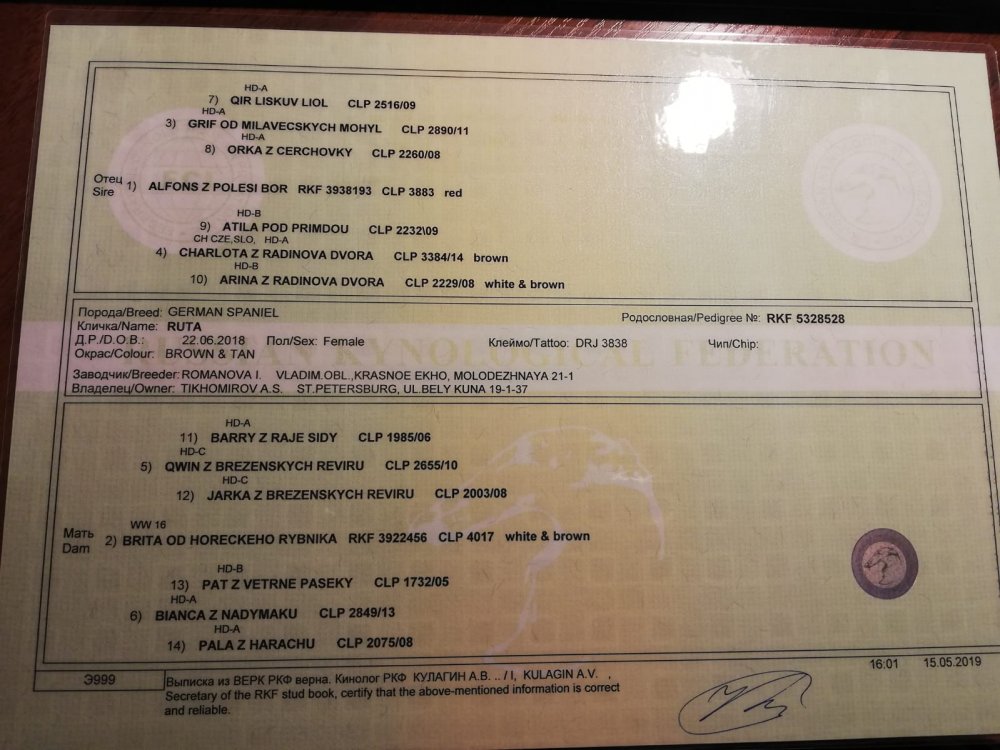 HD-A
7) QIR LISKUV LIOL CLP 2516/09
HD-A
3) GRIF OD MILAVECSKYCH MOHYL CLP 2890/11
HD-A
8) ORKA Z CERCHOVKY CLP 2260/08
Отец
Sire 1) ALFONS Z POLESI BOR RKF 3938193 CLP 3883 red
HD-B
9) ATILA POD PRIMDOU CLP 2232\09
CH CZE,SLO, HD-A
4) CHARLOTA Z RADINOVA DVORA CLP 3384/14 brown
HD-B
10) ARINA Z RADINOVA DVORA CLP 2229/08 white & brown
Порода/Breed: GERMAN SPANIEL
Родословная/Pedigree №: RKF 5328528
Кличка/Name: RUTA
Д.Р./D.O.B.: 22.06.2018 Пол/Sex: Female Клеймо/Tattoo: DRJ 3838 Чип/Chip:
Окрас/Colour: BROWN & TAN
KYNOLOGICAL FEDERATION
Заводчик/Breeder: ROMANOVA I. VLADIM.OBL.,KRASNOE EKHO, MOLODEZHNAYA 21-1
Владелец/Owner: TIKHOMIROV A.S. ST.PETERSBURG, UL.BELY KUNA 19-1-37
HD-A
11) BARRY Z RAJE SIDY CLP 1985/06
HD-C
5) QWIN Z BREZENSKYCH REVIRU CLP 2655/10
HD-C
12) JARKA Z BREZENSKYCH REVIRU CLP 2003/08
WW 16
Мать
Dam 2) BRITA OD HORECKEHO RYBNIKA RKF 3922456 CLP 4017 white & brown
HD-B
13) PAT Z VETRNE PASEKY CLP 1732/05
HD-A
6) BIANCA Z NADYMAKU CLP 2849/13
HD-A
14) PALA Z HARACHU CLP 2075/08
16:01 15.05.2019
Э999
Выписка из ВЕРК РКФ верна. Кинолог РКФ КУЛАГИН А.В. .. / I, KULAGIN A.V. ,
Secretary of the RKF stud book, certify that the above-mentioned information is correct
and reliable.